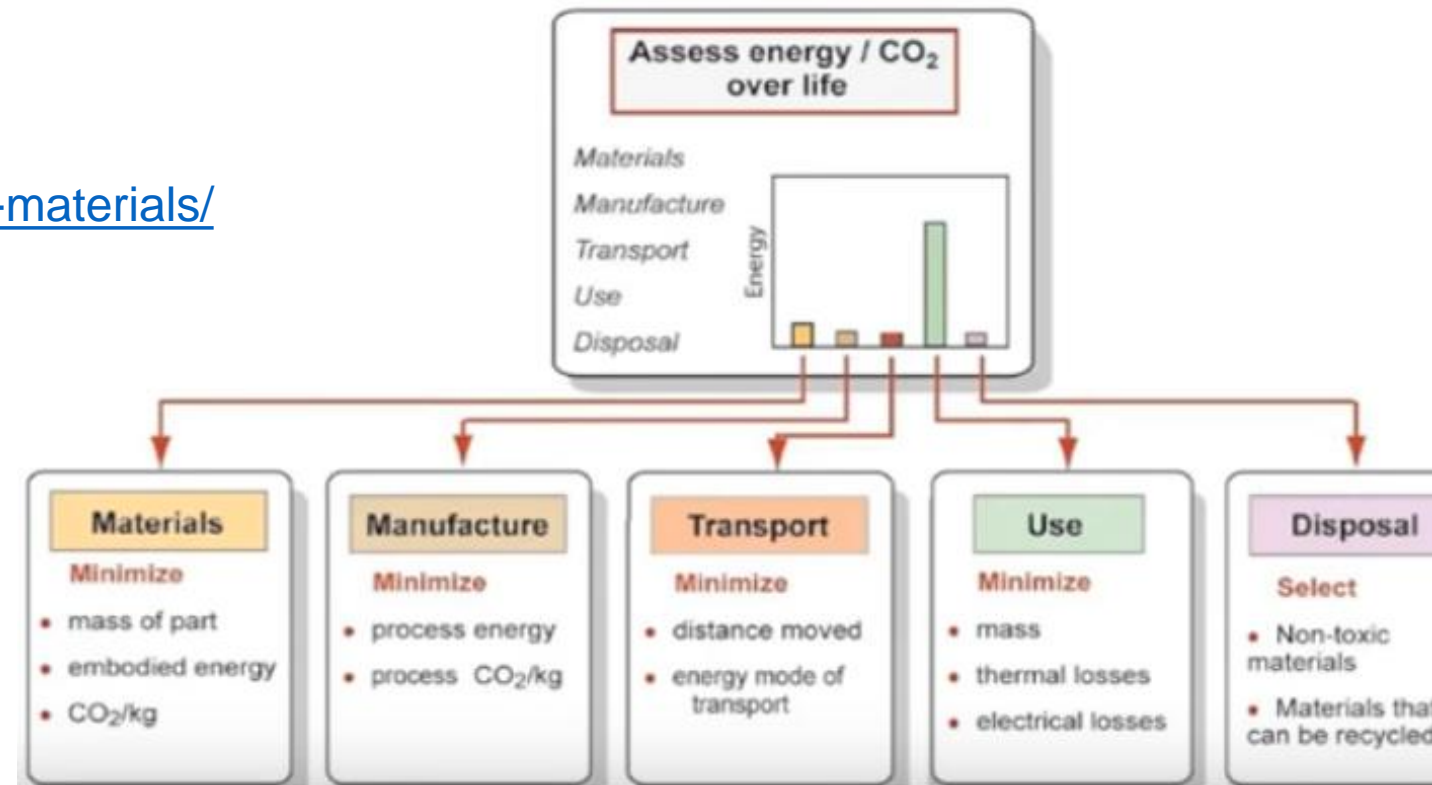 Assess energy / CO₂
over life
-materials/
Materials
Manufacture
Transport
Use
Disposal
Energy
Materials
Minimize
• mass of part
• embodied energy
• CO₂/kg
Manufacture
Minimize
• process energy
• process CO₂/kg
Transport
Minimize
• distance moved
• energy mode of
transport
Use
Minimize
• mass
• thermal losses
• electrical losses
Disposal
Select
• Non-toxic
materials
• Materials that
can be recycled